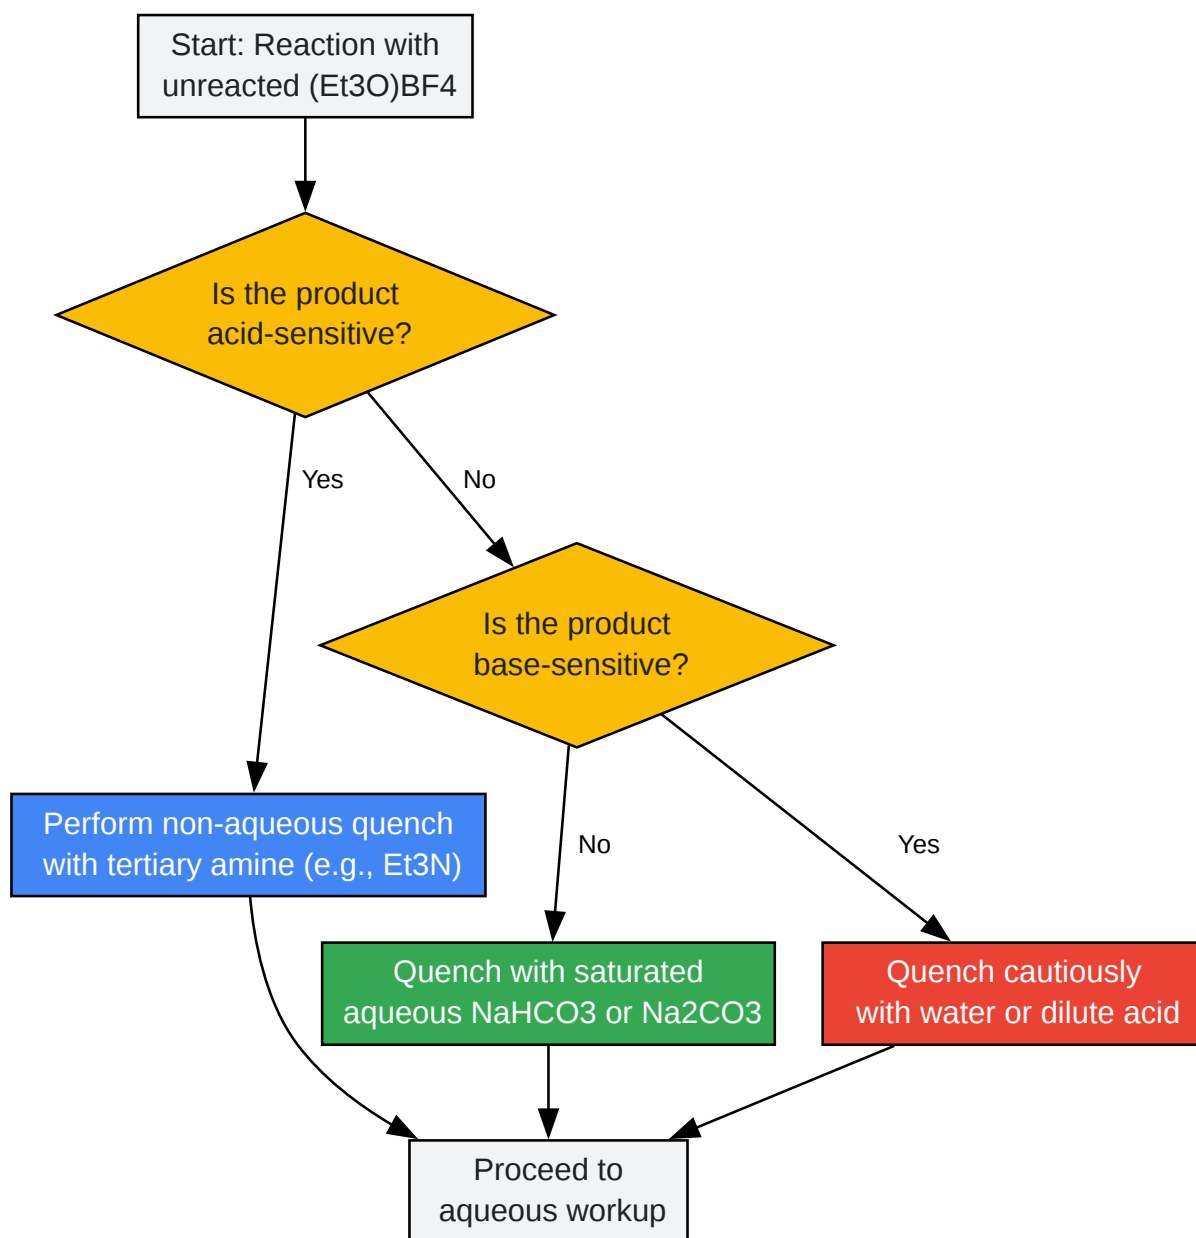 Start: Reaction with
unreacted (Et3O)BF4
Is the product
acid-sensitive?
Yes
No
Is the product
base-sensitive?
Perform non-aqueous quench
with tertiary amine (e.g., Et3N)
No
Yes
Quench with saturated
aqueous NaHCO3 or Na2CO3
Quench cautiously
with water or dilute acid
Proceed to
aqueous workup